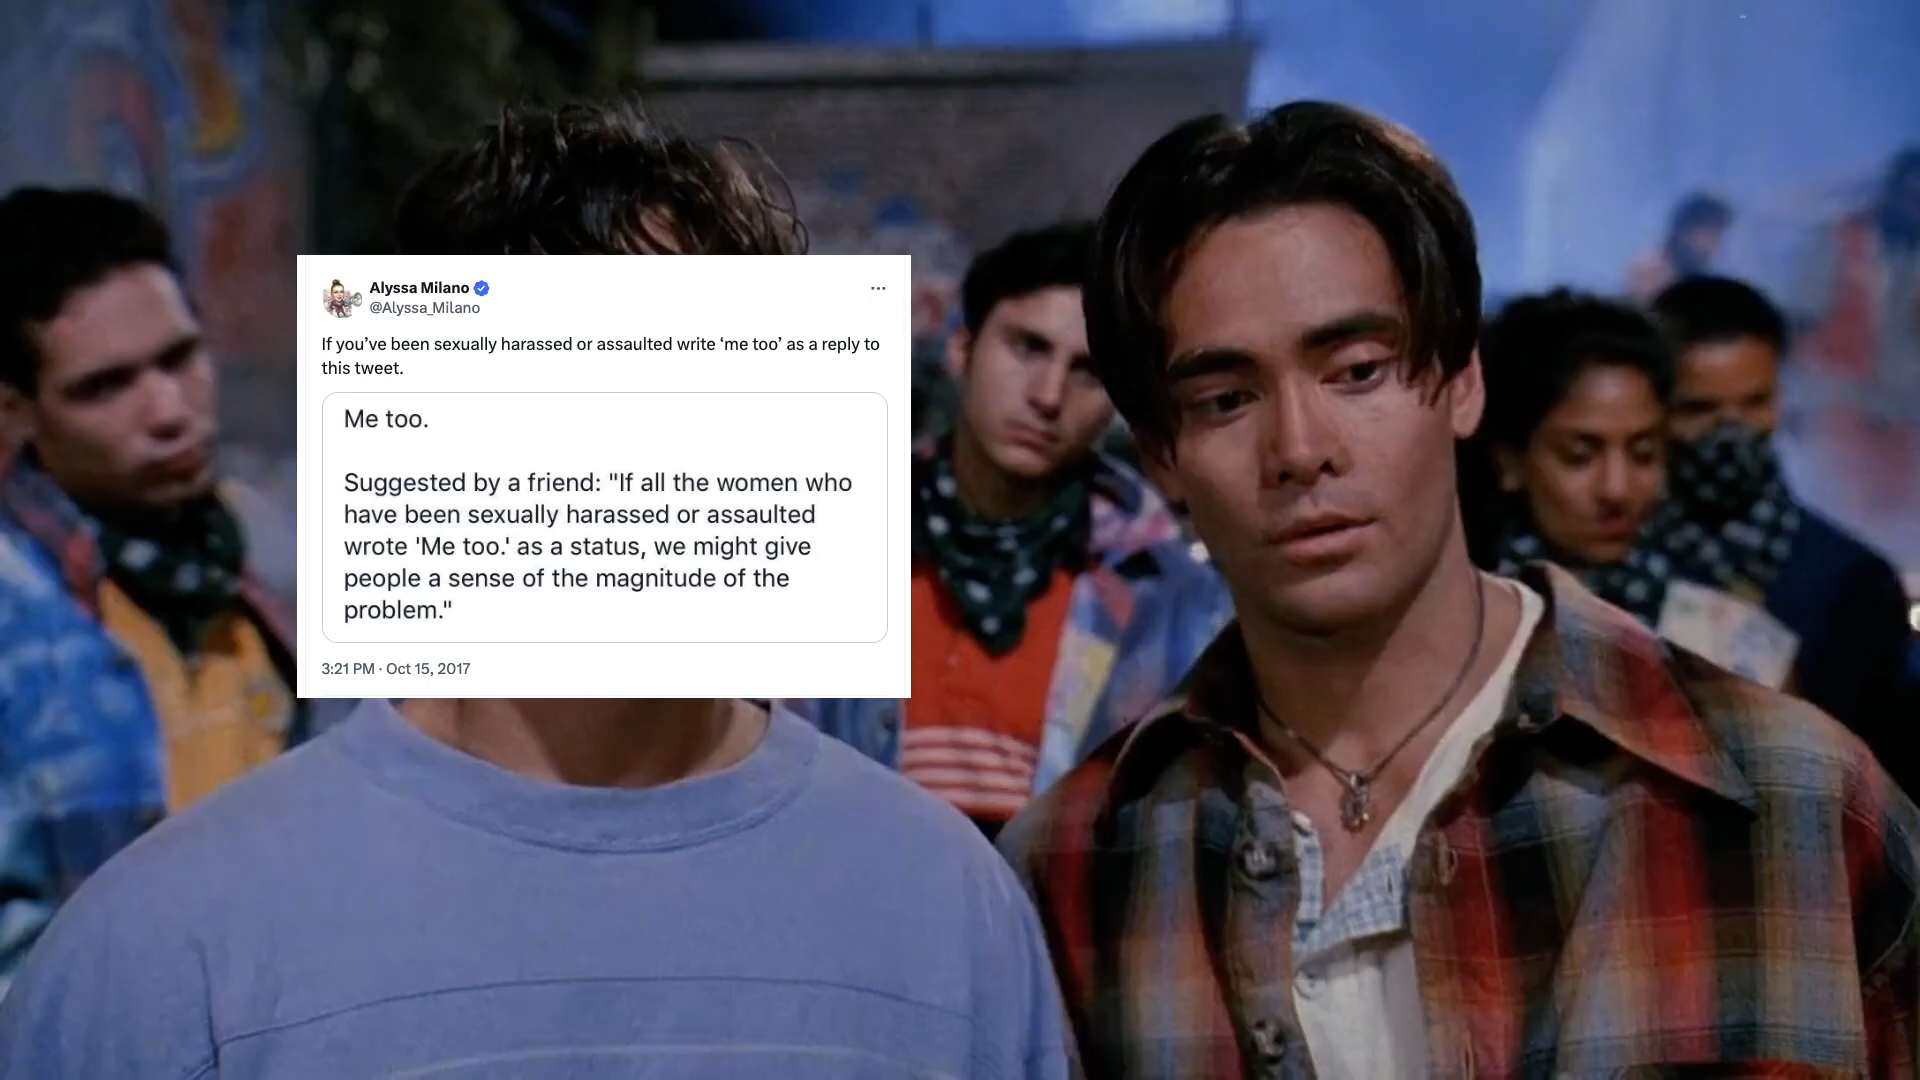 Alyssa Milano
@Alyssa_Milano
If you’ve been sexually harassed or assaulted write ‘me too’ as a reply to
this tweet.
Me too.
Suggested by a friend: "If all the women who
have been sexually harassed or assaulted
wrote 'Me too.' as a status, we might give
people a sense of the magnitude of the
problem."
3:21 PM · Oct 15, 2017